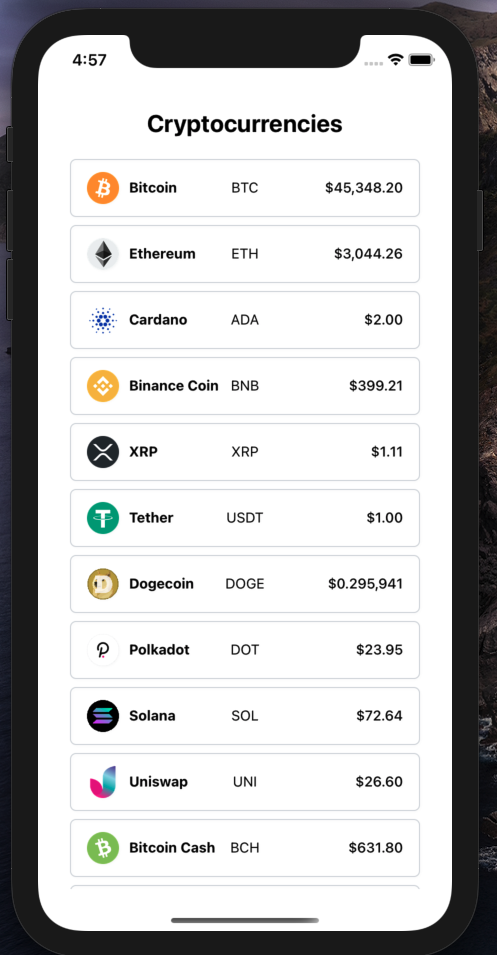 4:57
Cryptocurrencies
Bitcoin BTC $45,348.20
Ethereum ETH $3,044.26
Cardano ADA $2.00
Binance Coin BNB $399.21
XRP XRP $1.11
Tether USDT $1.00
Dogecoin DOGE $0.295,941
Polkadot DOT $23.95
Solana SOL $72.64
Uniswap UNI $26.60
Bitcoin Cash BCH $631.80